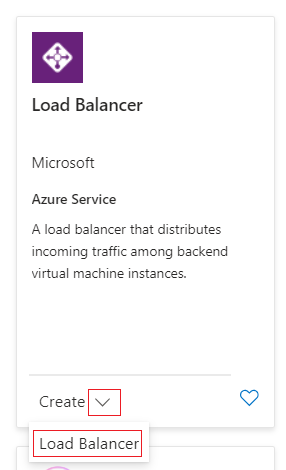 Load Balancer
Microsoft
Azure Service
A load balancer that distributes
incoming traffic among backend
virtual machine instances.
Create
Load Balancer